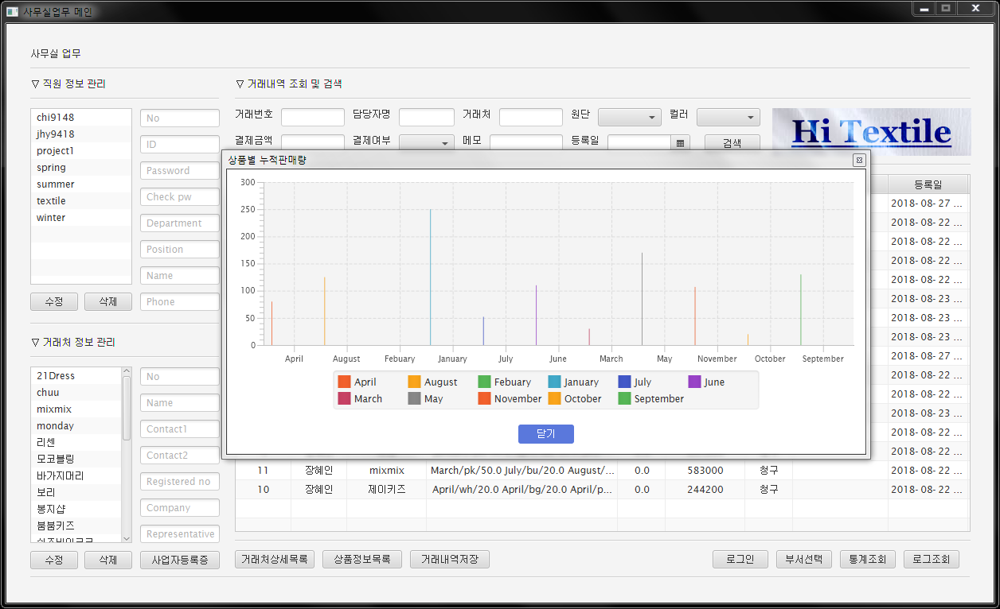 사무실업무 메인
사무실 업무
▽ 직원 정보 관리
chi9148
jhy9418
project1
spring
summer
textile
winter
No
ID
Password
Check pw
Department
Position
Name
Phone
수정 삭제
▽ 거래처 정보 관리
21Dress
chuu
mixmix
monday
리센
모코블링
바가지머리
보리
봉지샵
붐붐키즈
No
Name
Contact1
Contact2
Registered no
Company
Representative
수정 삭제 사업자등록증
▽ 거래내역 조회 및 검색
거래번호 담당자명 거래처 원단 컬러
결제금액 결제여부 메모 등록일 검색
Hi Textile
상품별 누적판매량
300
250
200
150
100
50
0
April August Febuary January July June March May November October September
April August Febuary January July June
March May November October September
닫기
등록일
2018-08-27 ...
2018-08-22 ...
2018-08-22 ...
2018-08-22 ...
2018-08-22 ...
2018-08-23 ...
2018-08-23 ...
2018-08-23 ...
2018-08-27 ...
2018-08-22 ...
2018-08-22 ...
2018-08-23 ...
2018-08-22 ...
2018-08-22 ...
11 장혜인 mixmix March/pk/50.0 July/bu/20.0 August/... 0.0 583000 청구 2018-08-22 ...
10 장혜인 제미키즈 April/wh/20.0 April/bg/20.0 April/p... 0.0 244200 청구 2018-08-22 ...
거래처상세목록 상품정보목록 거래내역저장 로그인 부서선택 통계조회 로그조회